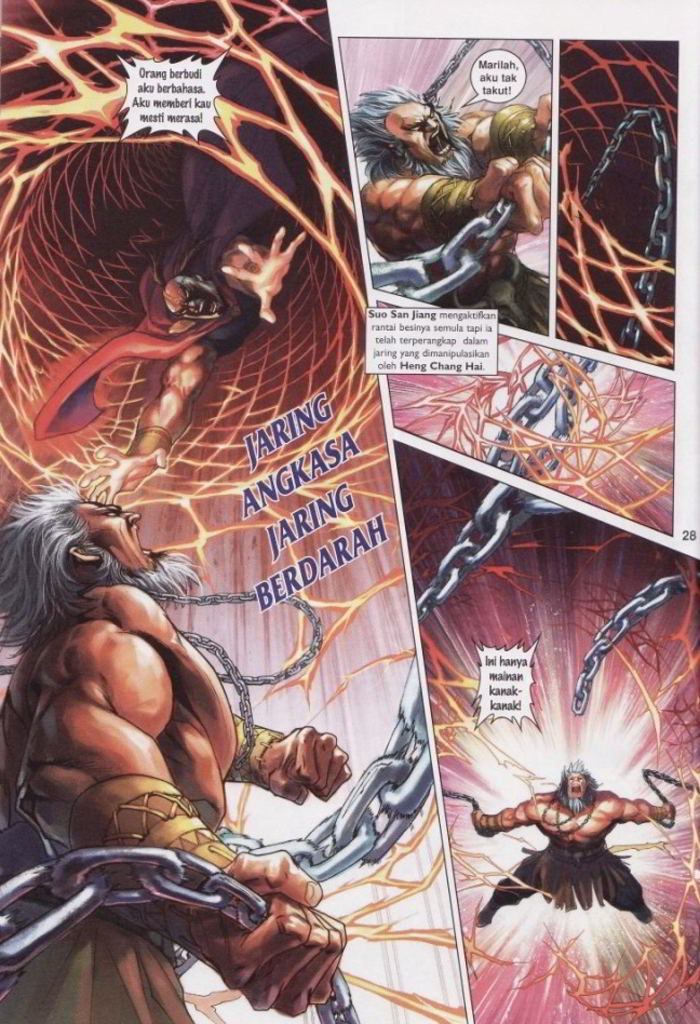 Orang berbudi
aku berbahasa.
Aku memberi kau
mesti merasa!
JARING
ANGKASA
JARING
BERDARAH
Marilah,
aku tak
takut!
Suo San Jiang mengaktifkan
rantai besinya semula tapi ia
telah terperangkap dalam
jaring yang dimanipulasikan
oleh Heng Chang Hai.
28
Ini hanya
mainan
kanak-
kanak!